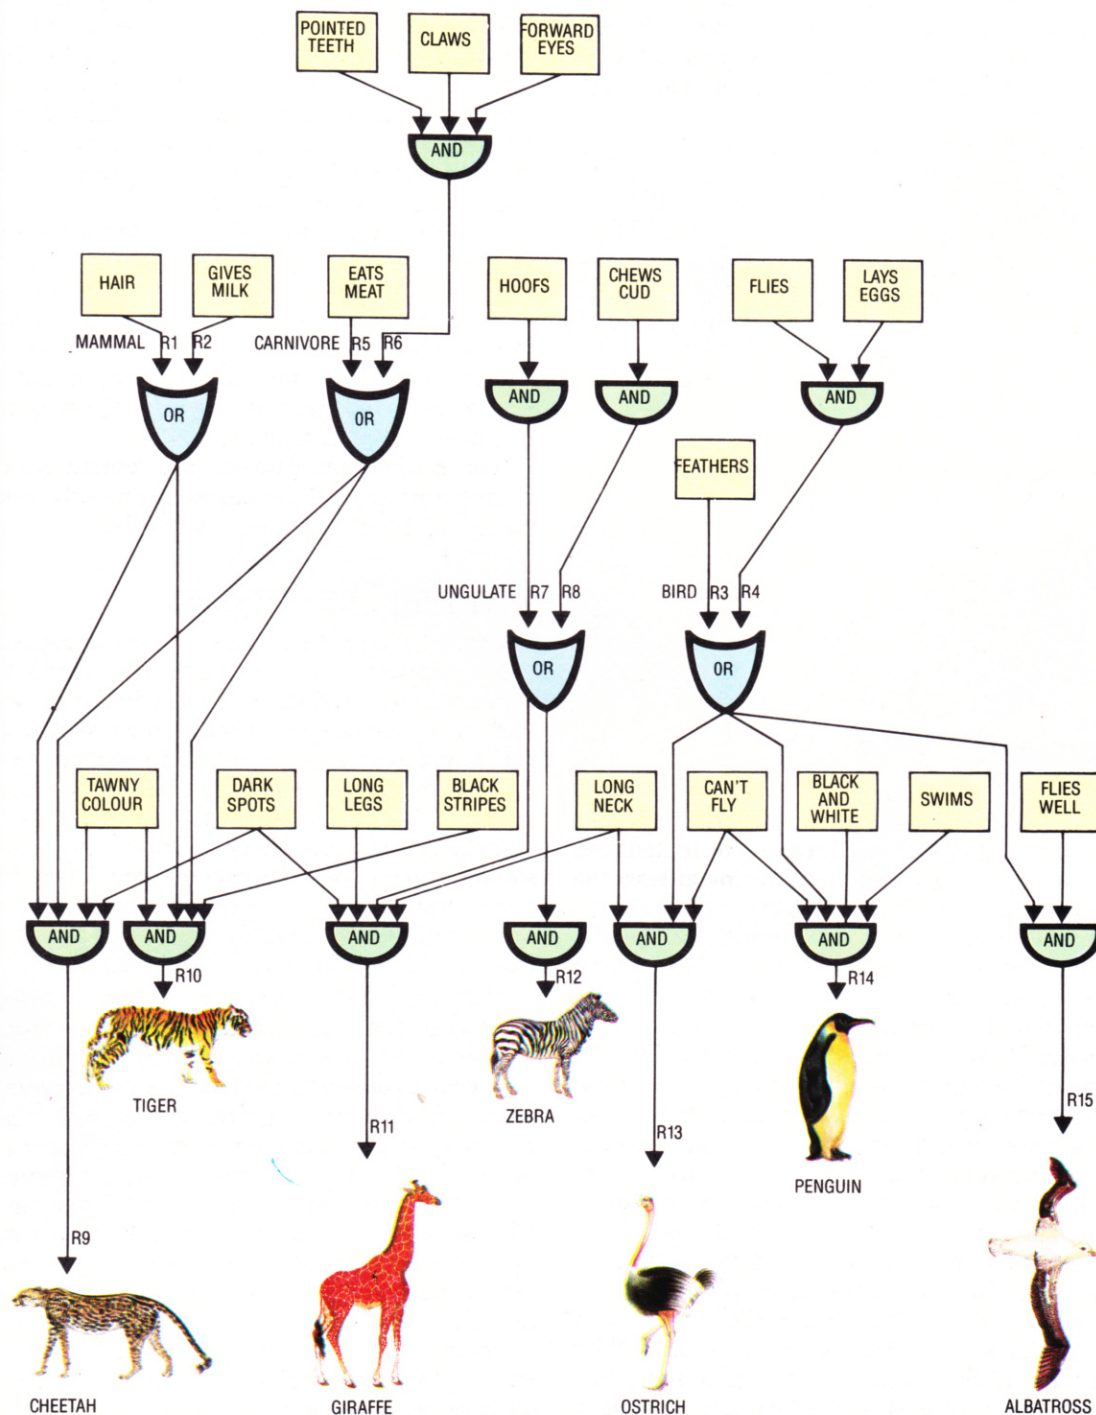 POINTED
TEETH
CLAWS
FORWARD
EYES
AND
HAIR
GIVES
MILK
EATS
MEAT
HOOFS
CHEWS
CUD
FLIES
LAYS
EGGS
MAMMAL R1 R2
CARNIVORE R5 R6
OR
OR
AND
AND
AND
FEATHERS
UNGULATE R7 R8
BIRD R3 R4
OR
OR
TAWNY
COLOUR
DARK
SPOTS
LONG
LEGS
BLACK
STRIPES
LONG
NECK
CAN'T
FLY
BLACK
AND
WHITE
SWIMS
FLIES
WELL
AND
AND
AND
AND
AND
AND
AND
R10
R12
R14
TIGER
ZEBRA
R15
R11
R13
PENGUIN
R9
CHEETAH
GIRAFFE
OSTRICH
ALBATROSS